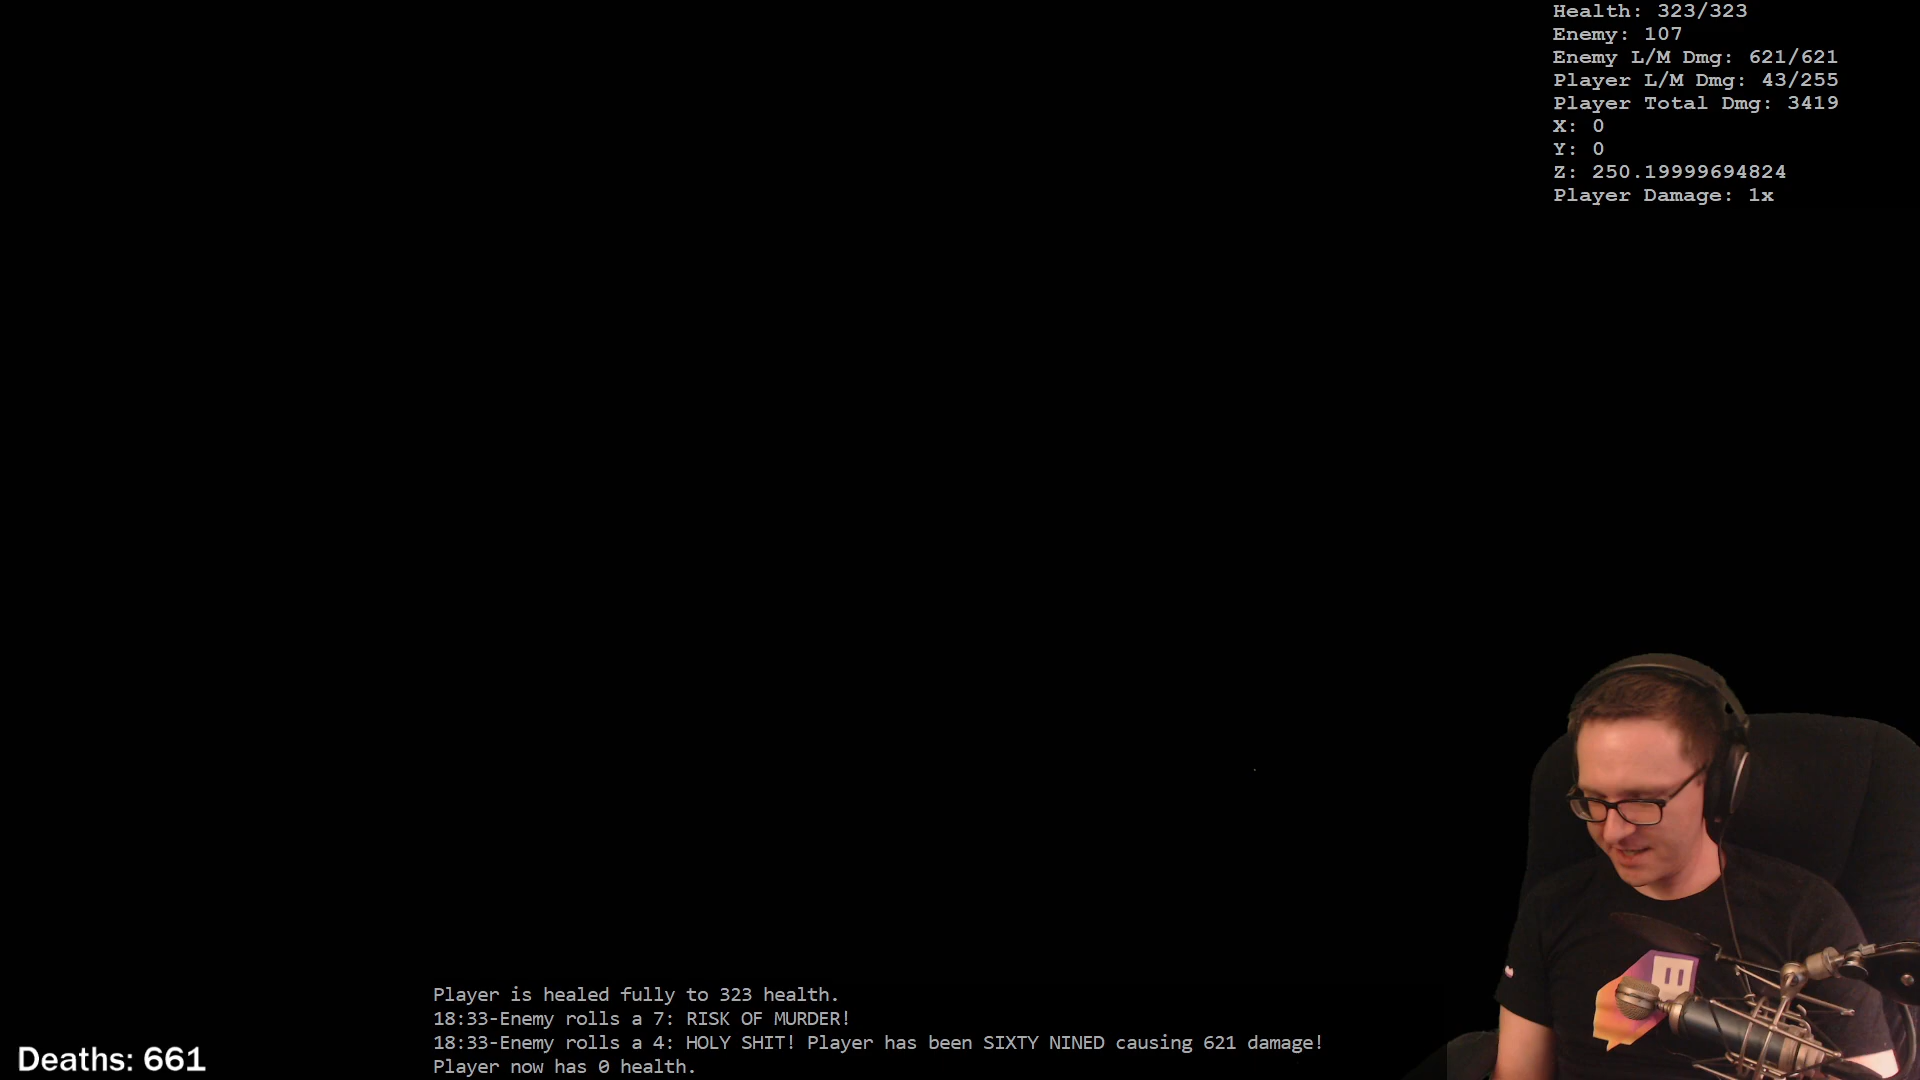 Health: 323/323
Enemy: 107
Enemy L/M Dmg: 621/621
Player L/M Dmg: 43/255
Player Total Dmg: 3419
X: 0
Y: 0
Z: 250.19999694824
Player Damage: 1x
Player is healed fully to 323 health.
18:33-Enemy rolls a 7: RISK OF MURDER!
18:33-Enemy rolls a 4: HOLY SHIT! Player has been SIXTY NINED causing 621 damage!
Player now has 0 health.
Deaths: 661